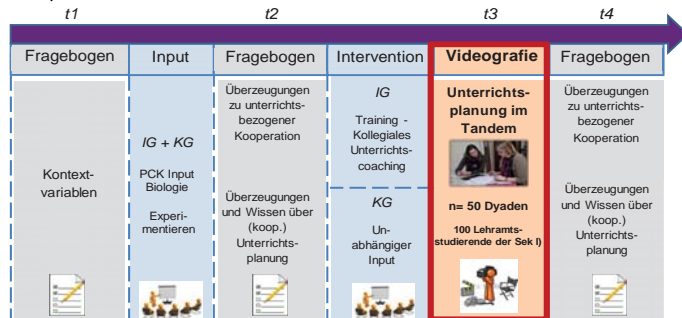 t1 t2 t3 t4
Fragebogen Input Fragebogen Intervention Videografie Fragebogen
Kontext-
variablen
IG + KG
PCK Input
Biologie
Experi-
mentieren
Überzeugungen
zu unterrichts-
bezogener
Kooperation
Überzeugungen
und Wissen über
(koop.)
Unterrichts-
planung
IG
Training -
Kollegiales
Unterrichts-
coaching
KG
Un-
abhängiger
Input
Unterrichts-
planung im
Tandem
n= 50 Dyaden
100 Lehramts-
studierende der Sek I)
Überzeugungen
zu unterrichts-
bezogener
Kooperation
Überzeugungen
und Wissen über
(koop.)
Unterrichts-
planung